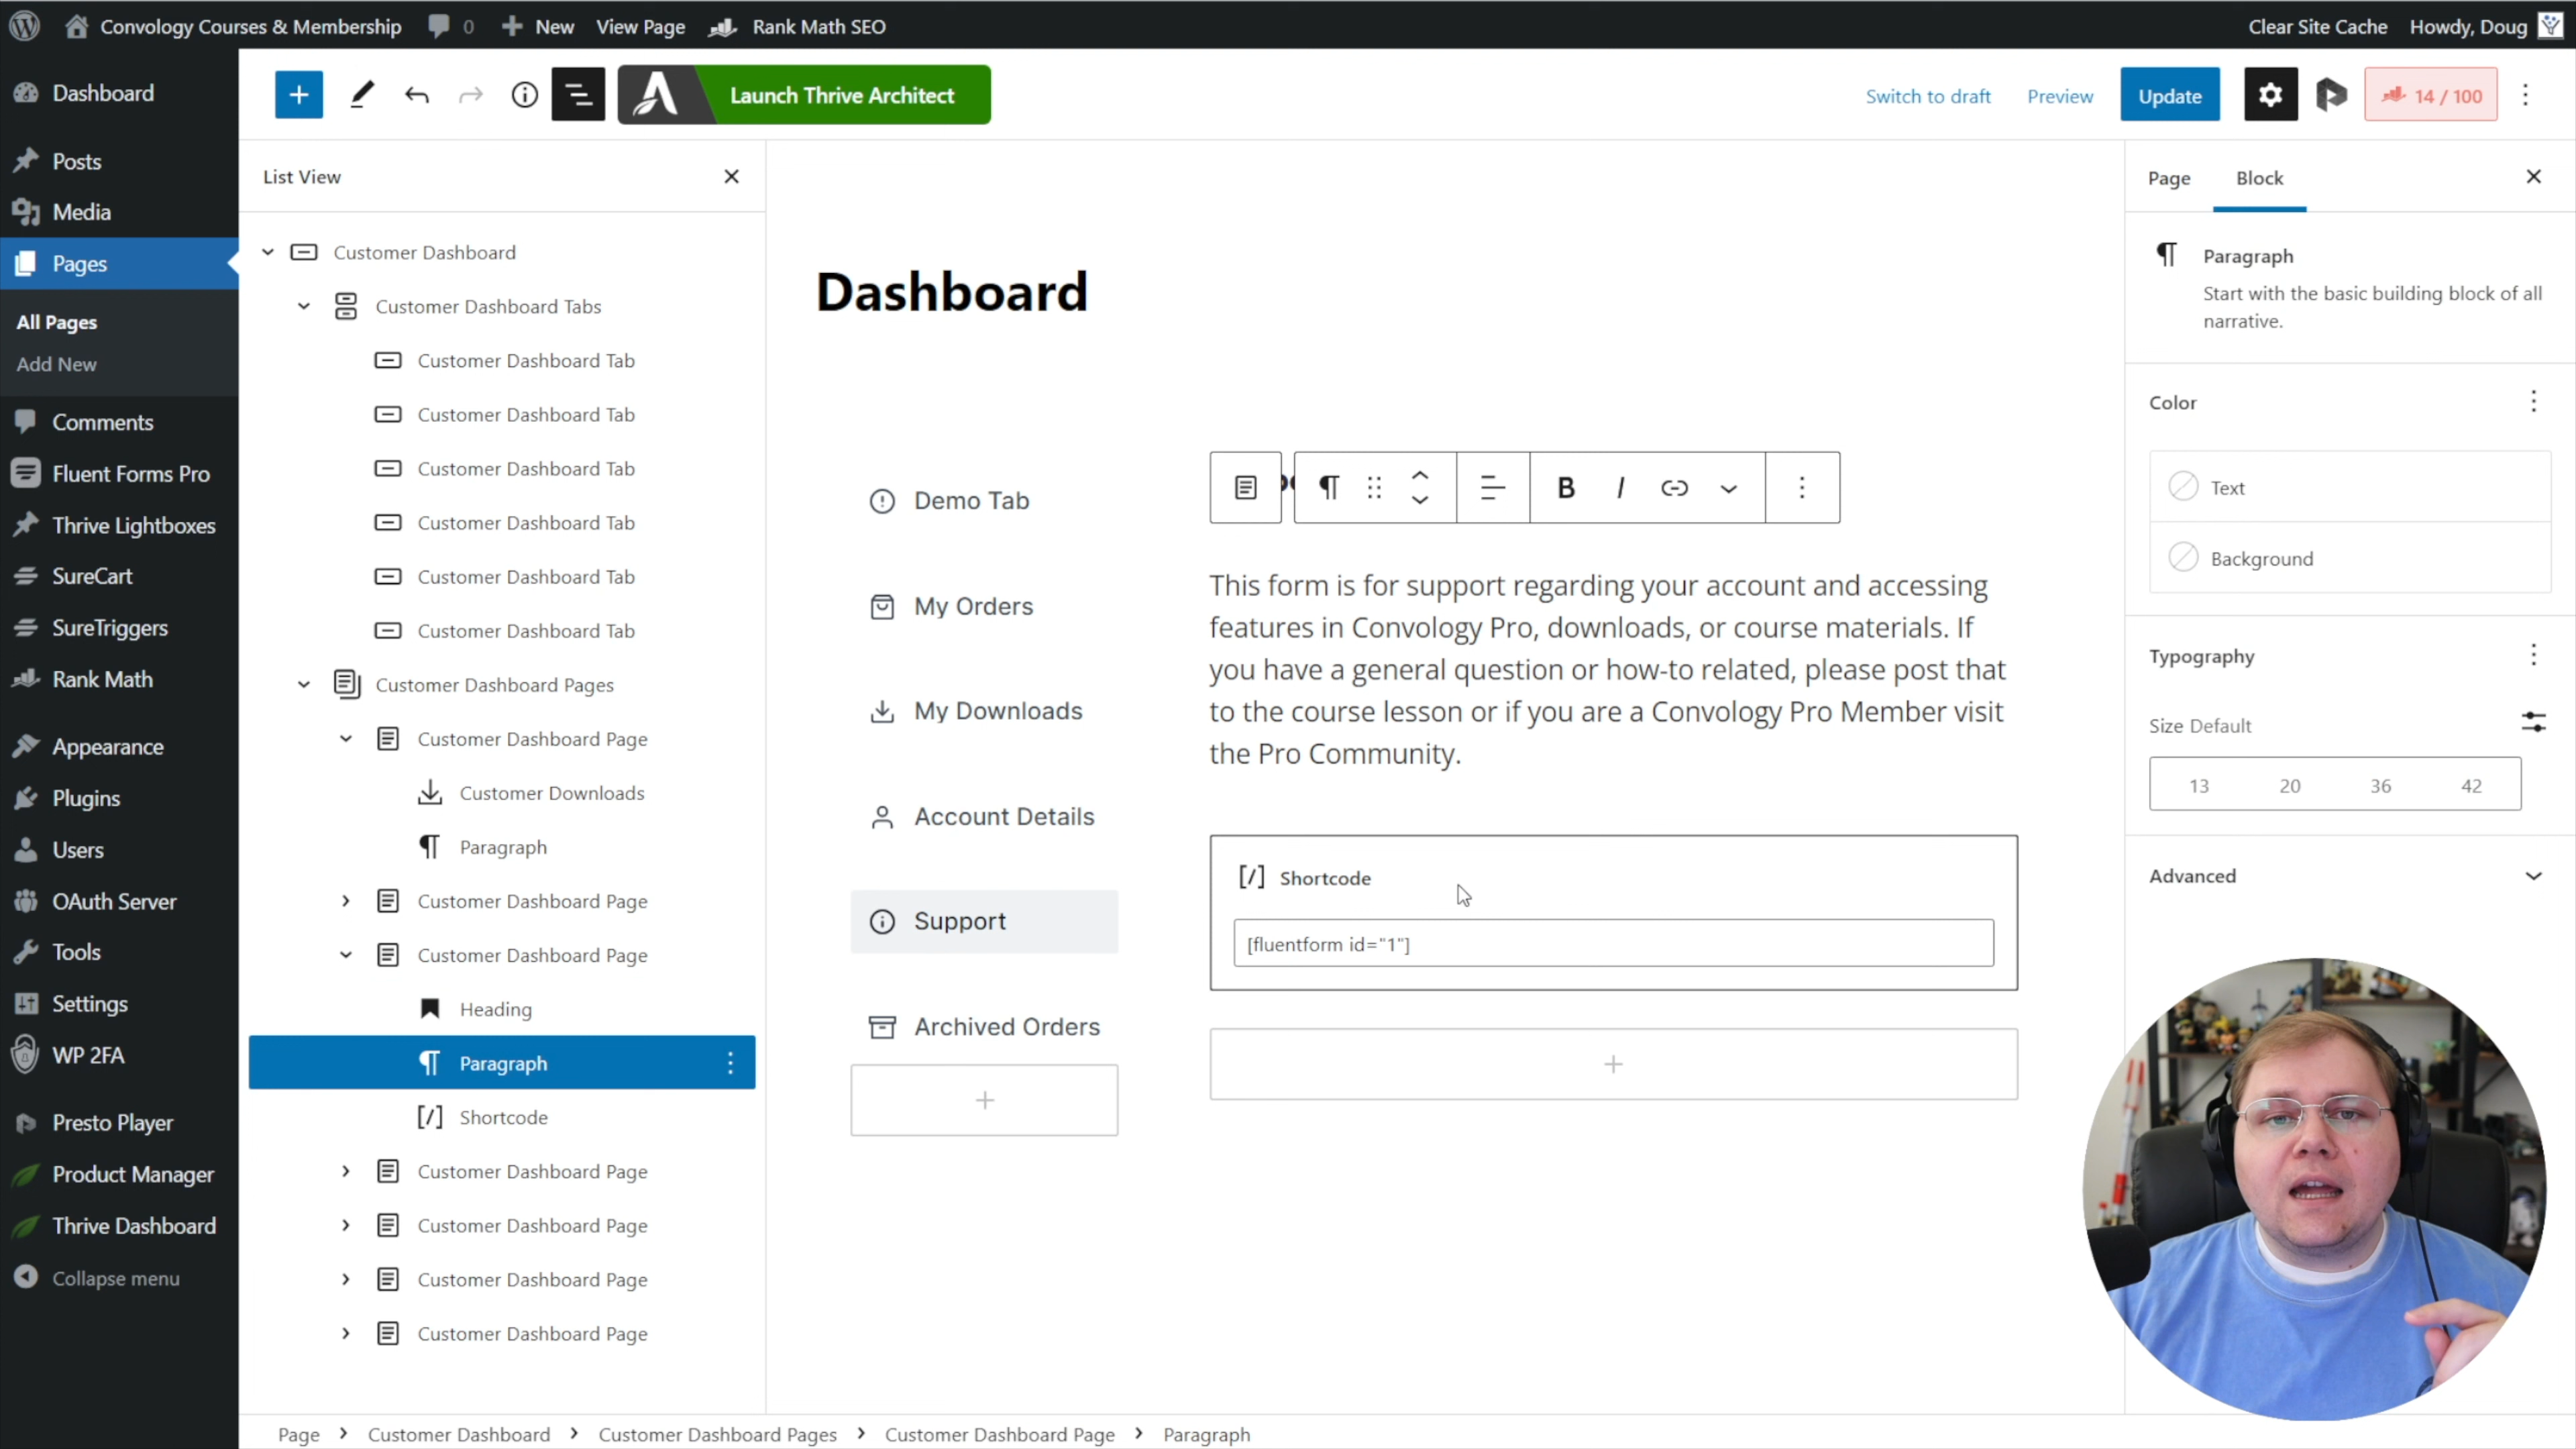 Convology Courses & Membership
0
New
View Page
Rank Math SEO
Clear Site Cache
Howdy, Doug
Dashboard
Posts
Media
Pages
All Pages
Add New
Comments
Fluent Forms Pro
Thrive Lightboxes
SureCart
SureTriggers
Rank Math
Appearance
Plugins
Users
OAuth Server
Tools
Settings
WP 2FA
Presto Player
Product Manager
Thrive Dashboard
Collapse menu
Launch Thrive Architect
Switch to draft
Preview
Update
14 / 100
List View
Customer Dashboard
Customer Dashboard Tabs
Customer Dashboard Tab
Customer Dashboard Tab
Customer Dashboard Tab
Customer Dashboard Tab
Customer Dashboard Tab
Customer Dashboard Tab
Customer Dashboard Pages
Customer Dashboard Page
Customer Downloads
Paragraph
Customer Dashboard Page
Customer Dashboard Page
Heading
Paragraph
Shortcode
Customer Dashboard Page
Customer Dashboard Page
Customer Dashboard Page
Customer Dashboard Page
Dashboard
Demo Tab
My Orders
My Downloads
Account Details
Support
Archived Orders
B I
This form is for support regarding your account and accessing
features in Convology Pro, downloads, or course materials. If
you have a general question or how-to related, please post that
to the course lesson or if you are a Convology Pro Member visit
the Pro Community.
[/] Shortcode
[fluentform id="1"]
Page
Block
Paragraph
Start with the basic building block of all
narrative.
Color
Text
Background
Typography
Size Default
13 20 36 42
Advanced
Page > Customer Dashboard > Customer Dashboard Pages > Customer Dashboard Page > Paragraph